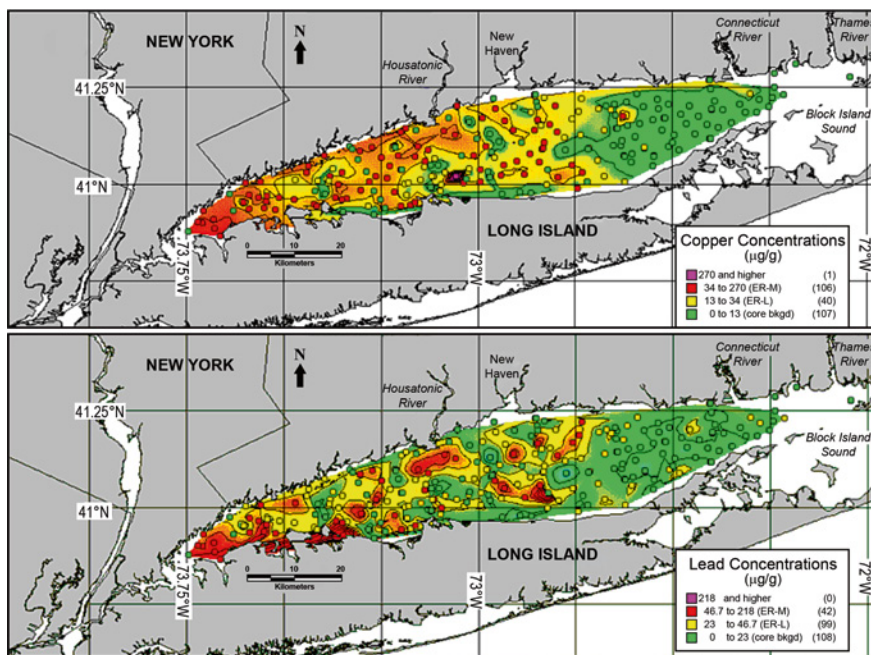 NEW YORK
N
Housatonic
River
New
Haven
Connecticut
River
Thames
River
41.25°N
Block Island
Sound
41°N
LONG ISLAND
73.75°W
73°W
72°W
0 10 20
Kilometers
Copper Concentrations
(µg/g)
270 and higher (1)
34 to 270 (ER-M) (106)
13 to 34 (ER-L) (40)
0 to 13 (core bkgd) (107)
NEW YORK
N
Housatonic
River
New
Haven
Connecticut
River
Thames
River
41.25°N
Block Island
Sound
41°N
LONG ISLAND
73.75°W
73°W
72°W
0 10 20
Kilometers
Lead Concentrations
(µg/g)
218 and higher (0)
46.7 to 218 (ER-M) (42)
23 to 46.7 (ER-L) (99)
0 to 23 (core bkgd) (108)